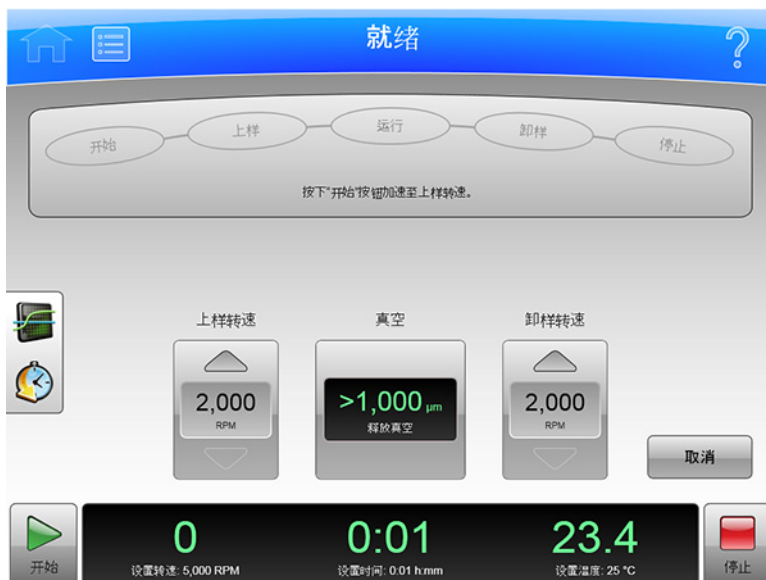 就绪
开始
上样
运行
卸样
停止
按下"开始"按钮加速至上样转速。
上样转速
真空
卸样转速
2,000
RPM
>1,000 μm
释放真空
2,000
RPM
取消
开始
0
设置转速: 5,000 RPM
0:01
设置时间: 0:01 h:mm
23.4
设置温度: 25 °C
停止